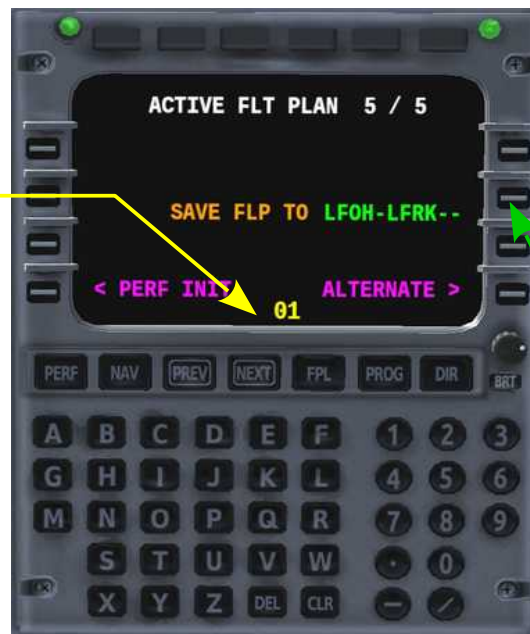 ACTIVE FLT PLAN 5 / 5
SAVE FLP TO LFOH-LFRK--
< PERF INIT ALTERNATE >
01
PERF NAV PREV NEXT FPL PROG DIR BRT
A B C D E F 1 2 3
G H I J K L 4 5 6
M N O P Q R 7 8 9
S T U V W · 0
X Y Z DEL CLR – /